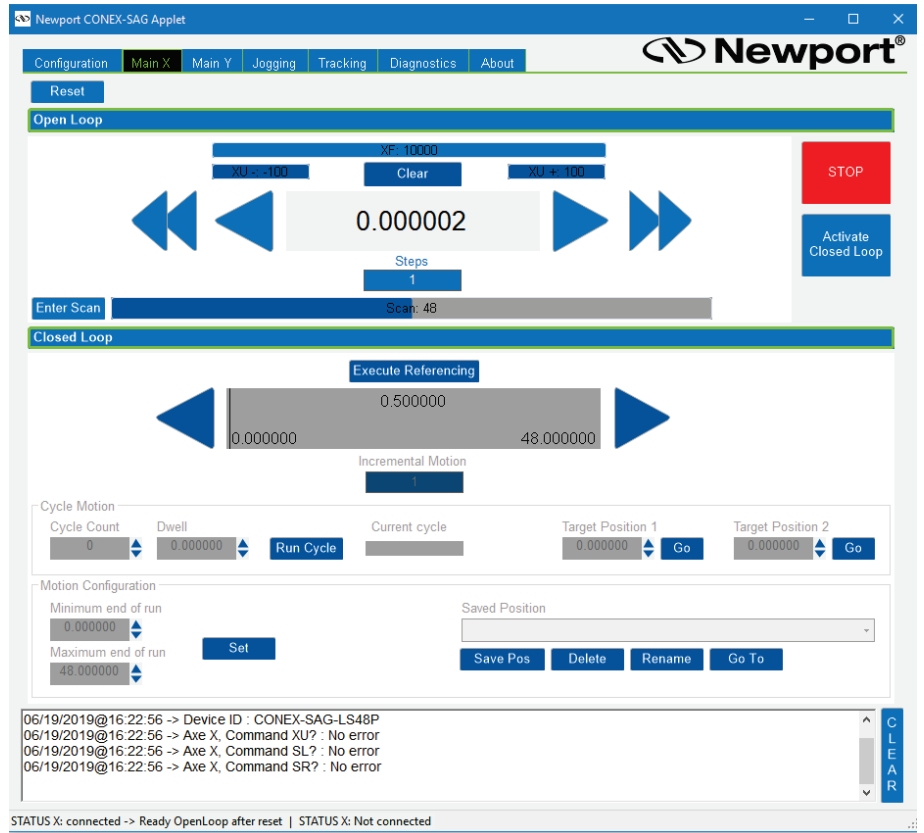 Newport CONEX-SAG Applet
Newport®
Configuration Main X Main Y Jogging Tracking Diagnostics About
Reset
Open Loop
XF: 10000
XU -: -100 Clear XU +: 100
STOP
0.000002
Activate
Closed Loop
Steps
1
Enter Scan Scan: 48
Closed Loop
Execute Referencing
0.500000
0.000000 48.000000
Incremental Motion
1
Cycle Motion
Cycle Count Dwell Current cycle Target Position 1 Target Position 2
0 0.000000 Run Cycle 0.000000 Go 0.000000 Go
Motion Configuration
Minimum end of run Saved Position
0.000000
Set
Maximum end of run Save Pos Delete Rename Go To
48.000000
06/19/2019@16:22:56 -> Device ID : CONEX-SAG-LS48P
06/19/2019@16:22:56 -> Axe X, Command XU? : No error
06/19/2019@16:22:56 -> Axe X, Command SL? : No error
06/19/2019@16:22:56 -> Axe X, Command SR? : No error
CLEAR
STATUS X: connected -> Ready OpenLoop after reset | STATUS X: Not connected